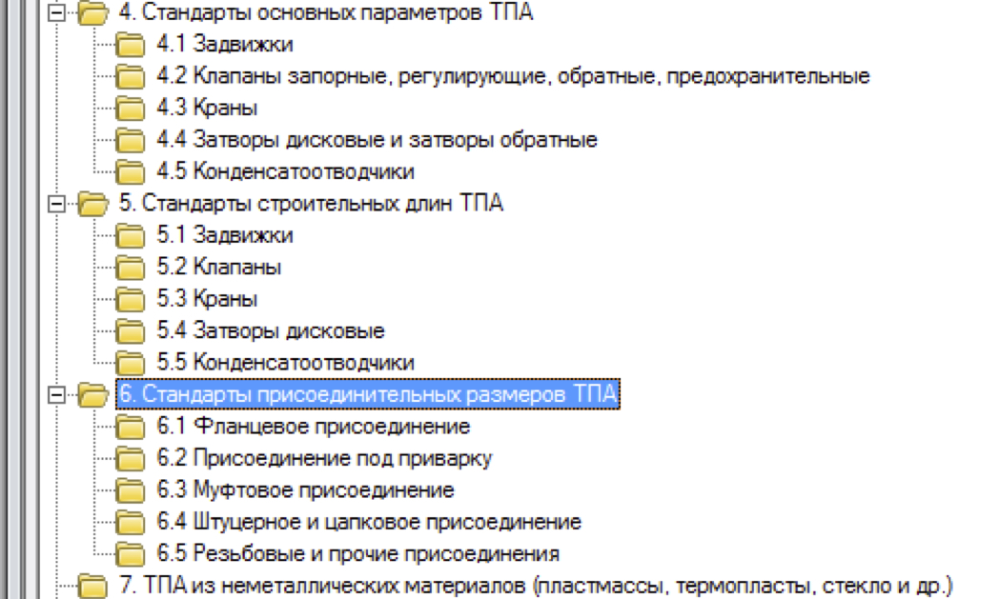 4. Стандарты основных параметров ТПА
4.1 Задвижки
4.2 Клапаны запорные, регулирующие, обратные, предохранительные
4.3 Краны
4.4 Затворы дисковые и затворы обратные
4.5 Конденсатоотводчики
5. Стандарты строительных длин ТПА
5.1 Задвижки
5.2 Клапаны
5.3 Краны
5.4 Затворы дисковые
5.5 Конденсатоотводчики
6. Стандарты присоединительных размеров ТПА
6.1 Фланцевое присоединение
6.2 Присоединение под приварку
6.3 Муфтовое присоединение
6.4 Штуцерное и цапковое присоединение
6.5 Резьбовые и прочие присоединения
7. ТПА из неметаллических материалов (пластмассы, термопласты, стекло и др.)